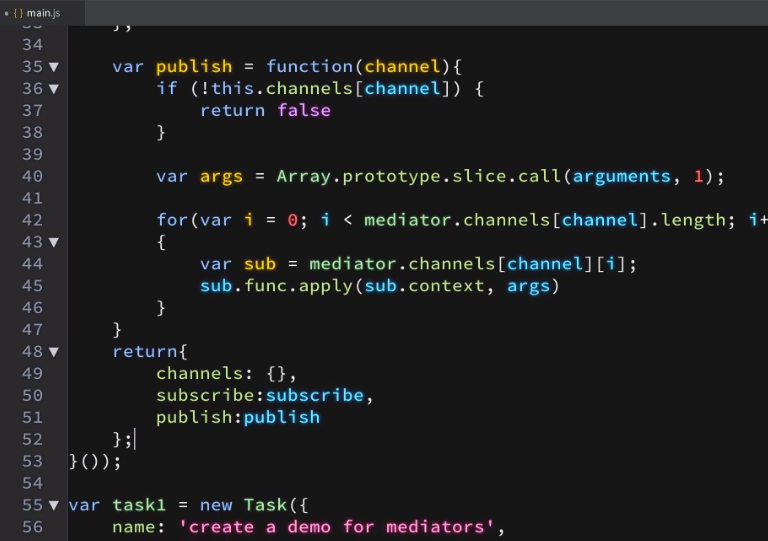 { } main.js
33 },
34
35 var publish = function(channel){
36 if (!this.channels[channel]) {
37 return false
38 }
39
40 var args = Array.prototype.slice.call(arguments, 1);
41
42 for(var i = 0; i < mediator.channels[channel].length; i+
43 {
44 var sub = mediator.channels[channel][i];
45 sub.func.apply(sub.context, args)
46 }
47 }
48 return{
49 channels: {},
50 subscribe:subscribe,
51 publish:publish
52 };
53 }());
54
55 var task1 = new Task({
56 name: 'create a demo for mediators',